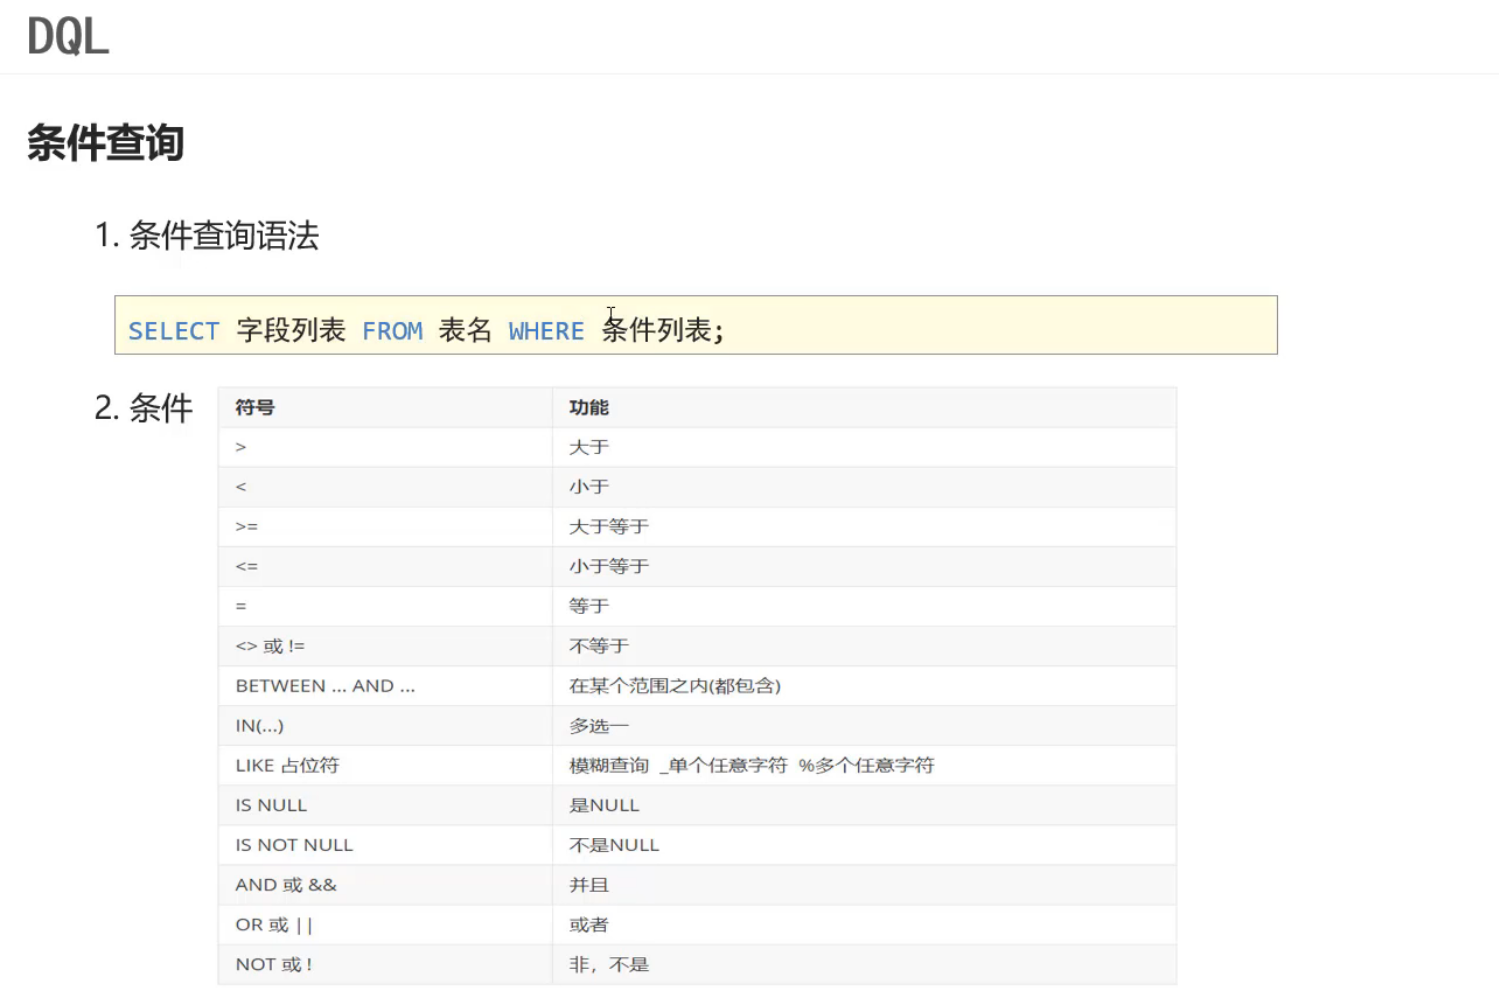 DQL
条件查询
1. 条件查询语法
SELECT 字段列表 FROM 表名 WHERE 条件列表;
2. 条件
符号 功能
> 大于
< 小于
>= 大于等于
<= 小于等于
= 等于
<> 或 != 不等于
BETWEEN ... AND ... 在某个范围之内(都包含)
IN(...) 多选一
LIKE 占位符 模糊查询 _单个任意字符 %多个任意字符
IS NULL 是NULL
IS NOT NULL 不是NULL
AND 或 && 并且
OR 或 || 或者
NOT 或 ! 非，不是